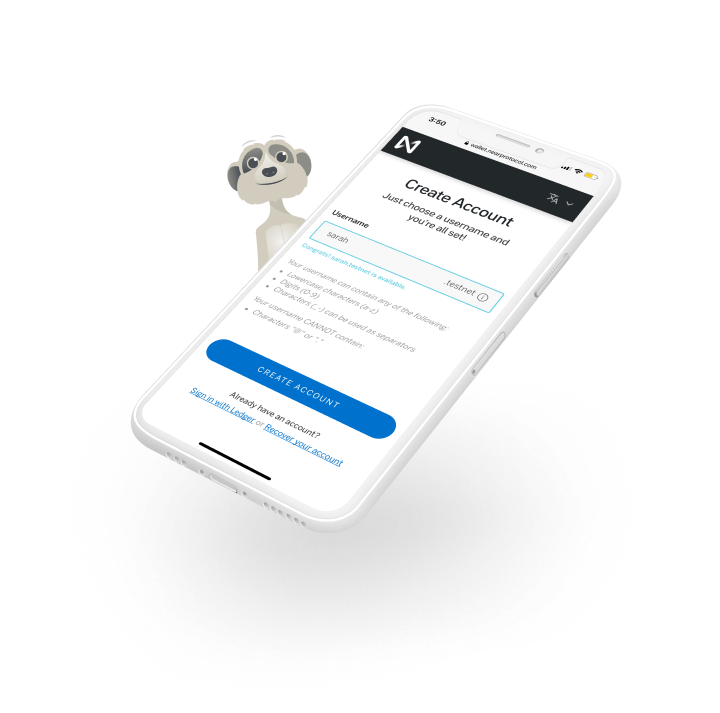 3:50
wallet.nearprotocol.com
Create Account
Just choose a username and
you're all set!
Username
sarah
.testnet
Congrats! sarah.testnet is available.
Your username can contain any of the following:
• Lowercase characters (a-z)
• Digits (0-9)
• Characters (_-) can be used as separators
Your username CANNOT contain:
• Characters "@" or "."
CREATE ACCOUNT
Already have an account?
Sign in with Ledger or Recover your account